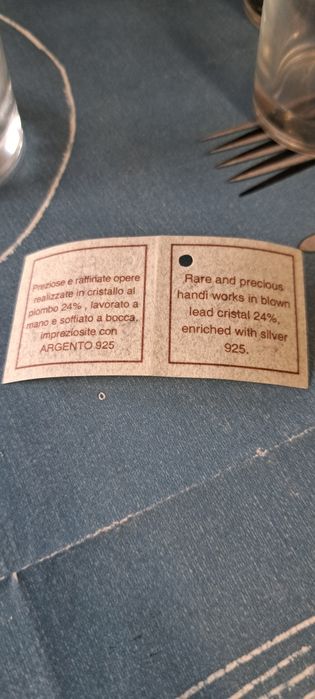 Preziose e raffinate opere
realizzate in cristallo al
piombo 24% , lavorato a
mano e soffiato a bocca,
impreziosite con
ARGENTO 925
Rare and precious
handi works in blown
lead cristal 24%,
enriched with silver
925.